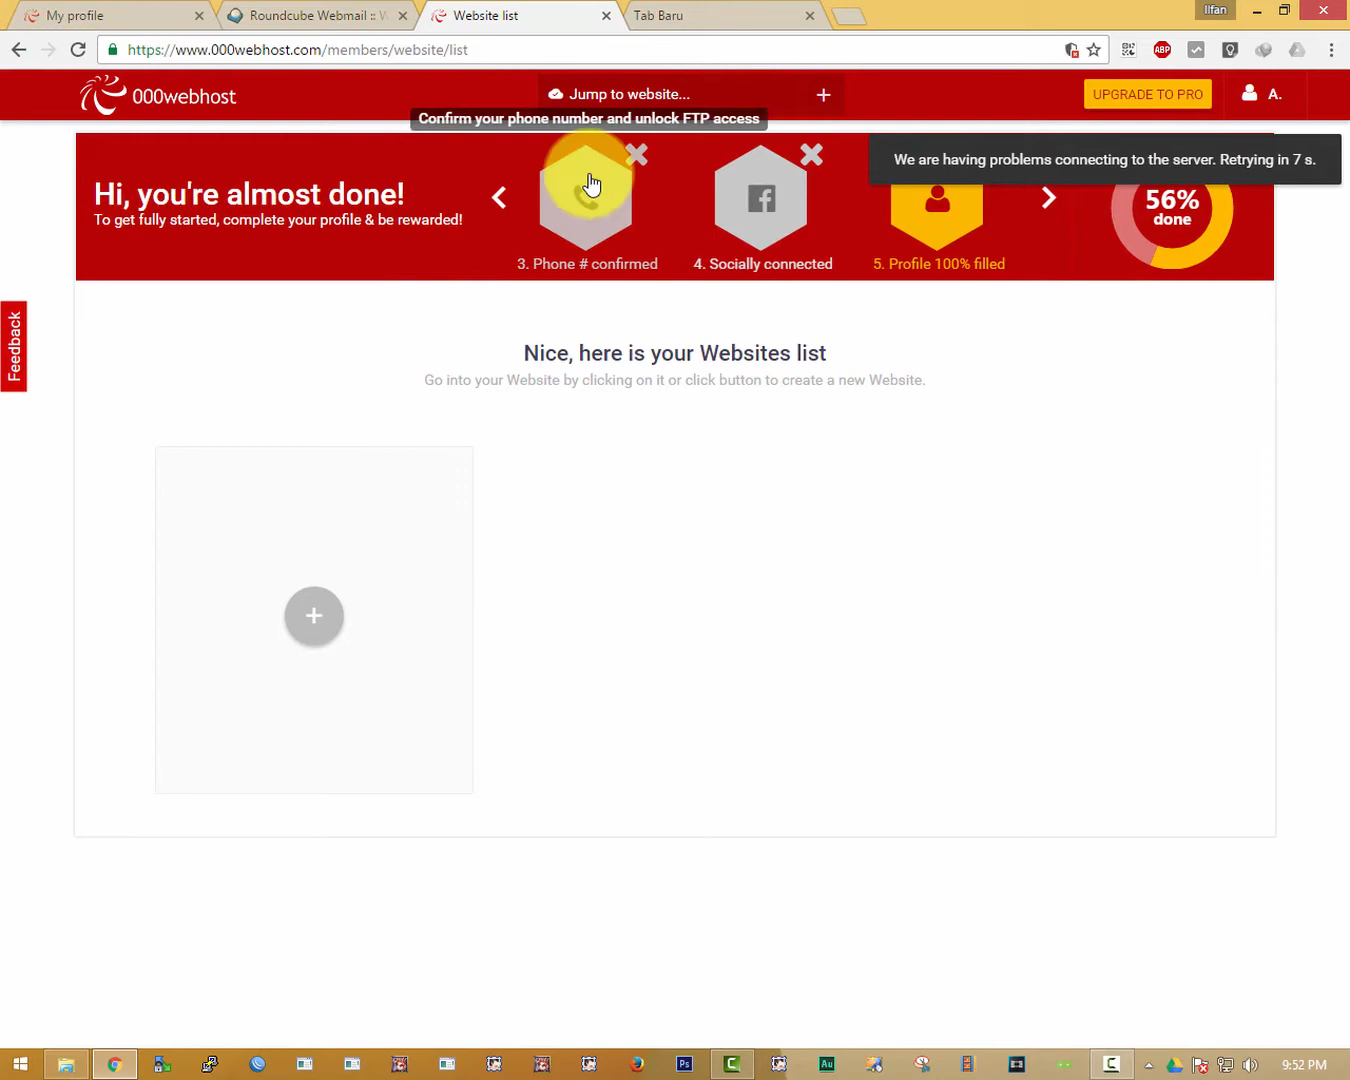 My profile
Roundcube Webmail :: W
Website list
Tab Baru
Ilfan
https://www.000webhost.com/members/website/list
ABP
000webhost
Jump to website...
+
UPGRADE TO PRO
A.
Confirm your phone number and unlock FTP access
We are having problems connecting to the server. Retrying in 7 s.
Hi, you're almost done!
To get fully started, complete your profile & be rewarded!
3. Phone # confirmed
4. Socially connected
5. Profile 100% filled
56%
done
Feedback
Nice, here is your Websites list
Go into your Website by clicking on it or click button to create a new Website.
+
Ps
Au
9:52 PM